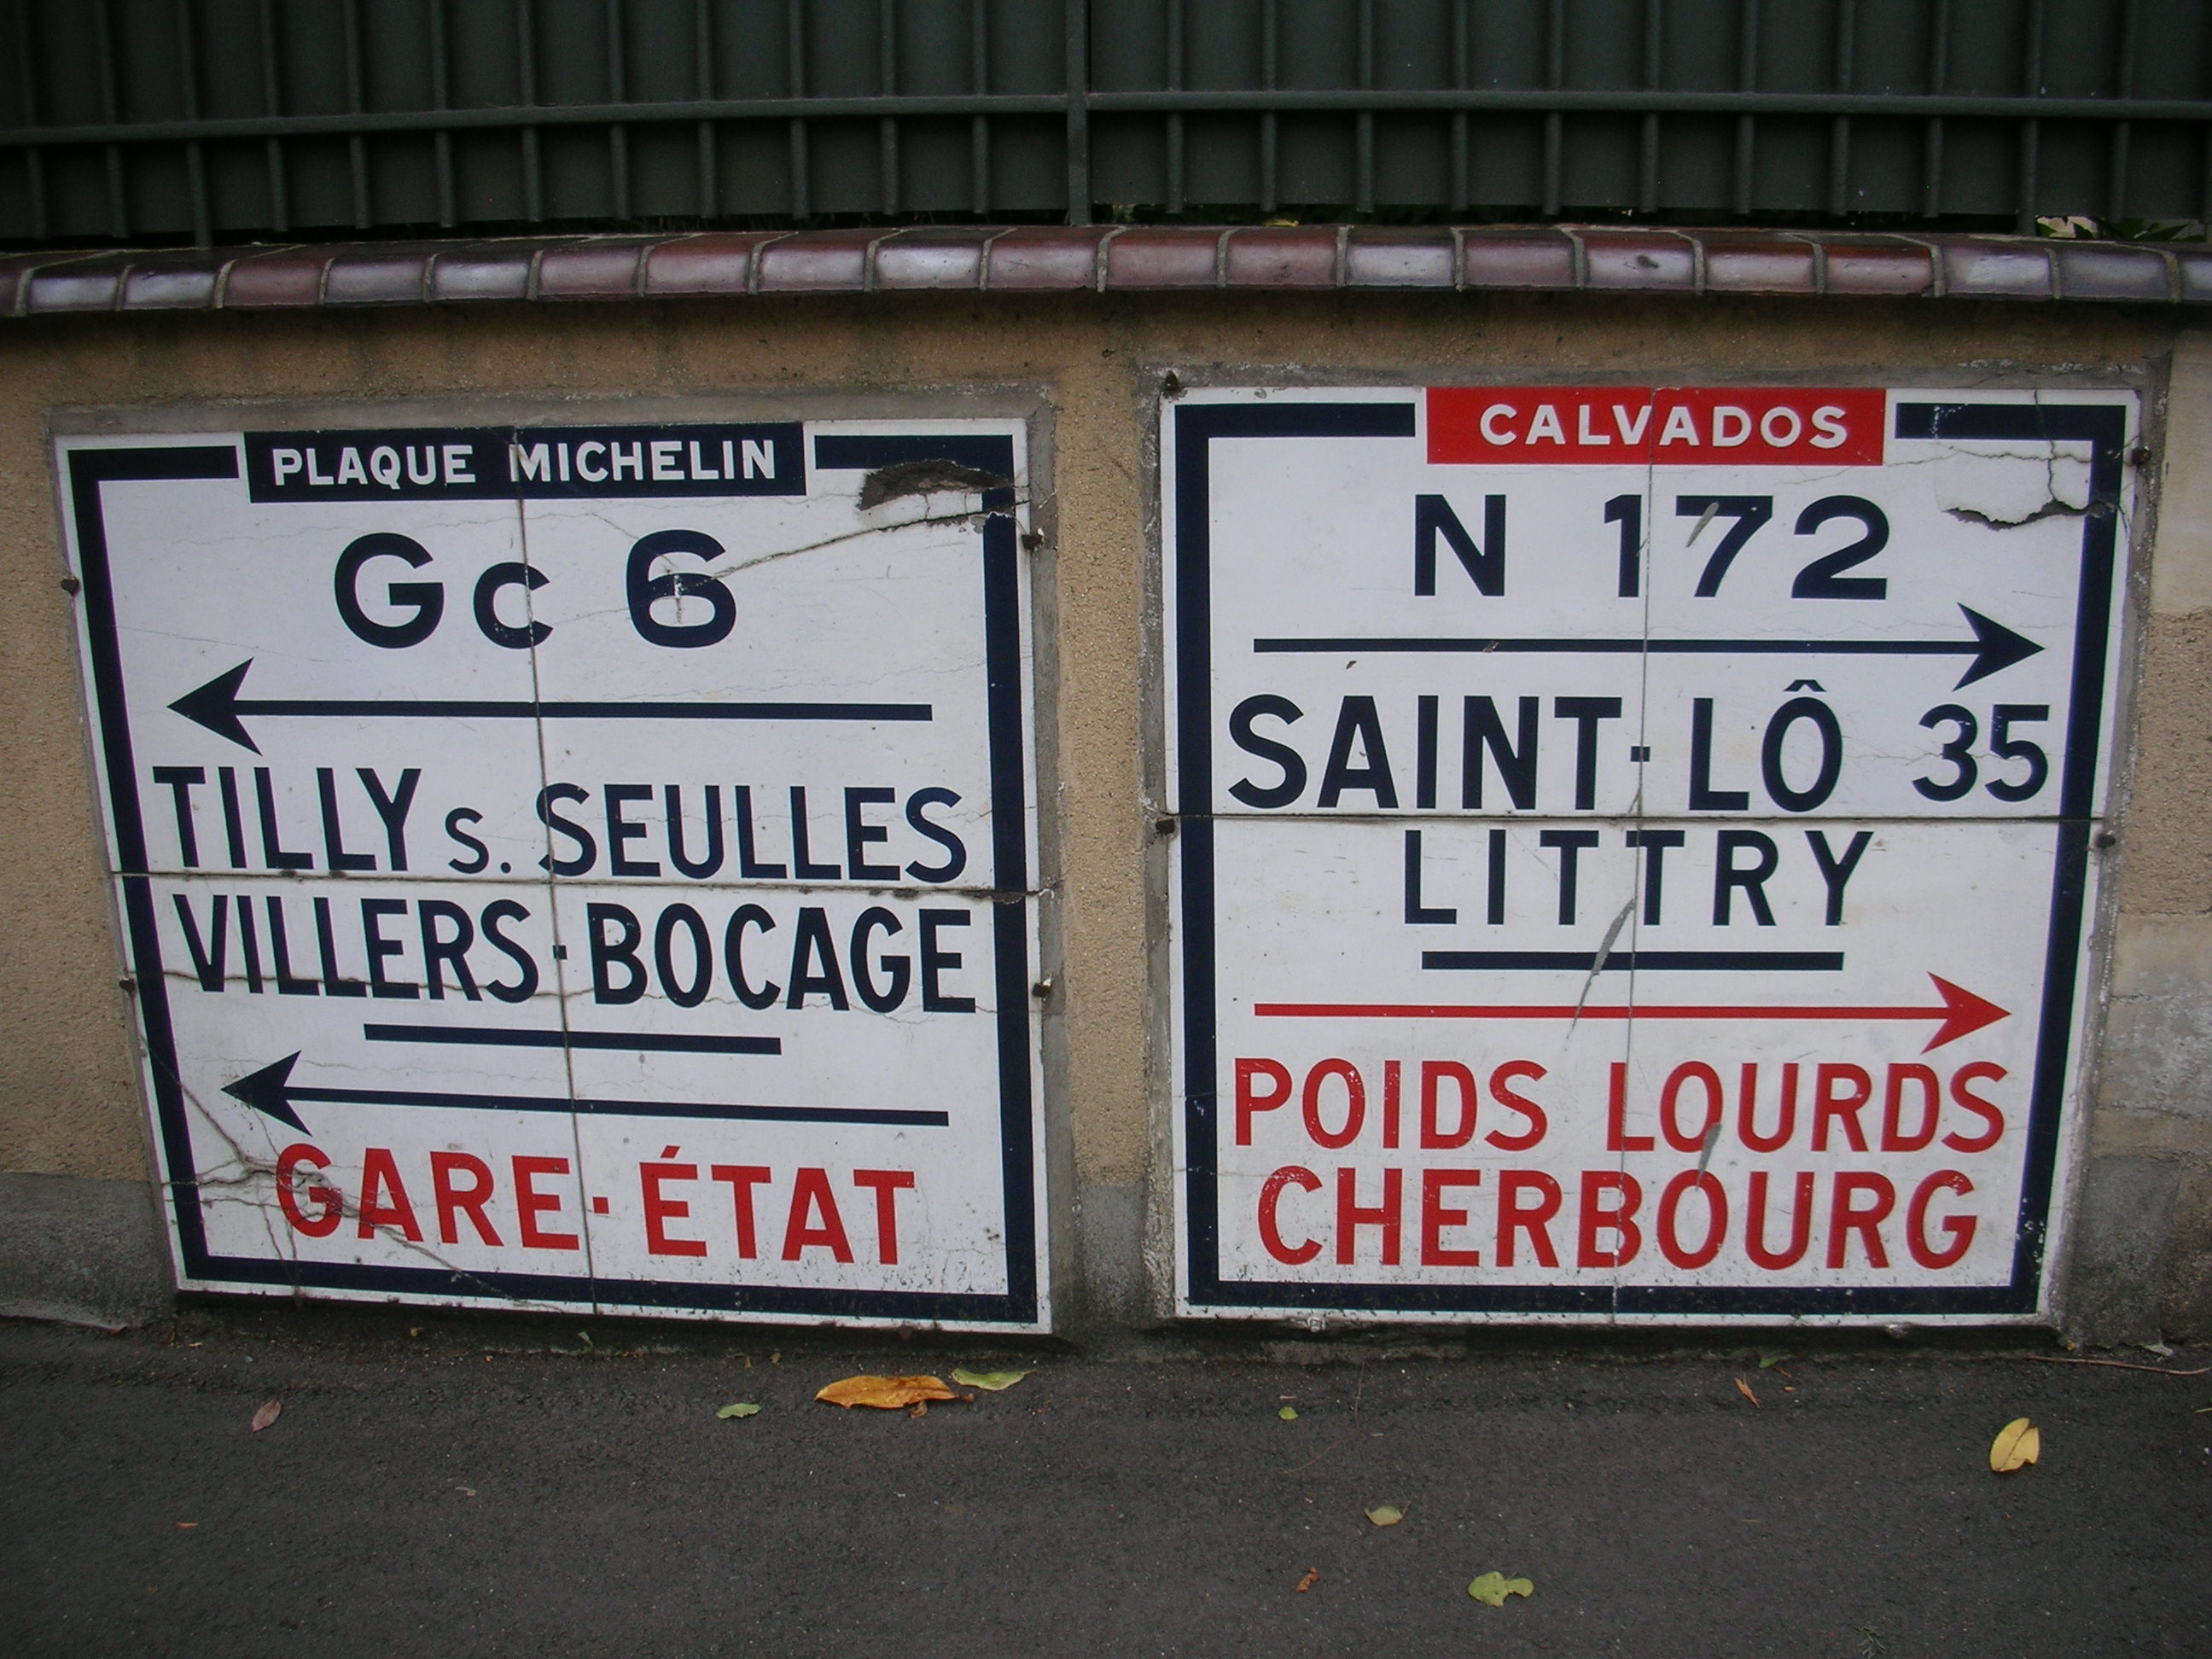 PLAQUE MICHELIN
Gc 6
TILLY s. SEULLES
VILLERS-BOCAGE
GARE-ÉTAT
CALVADOS
N 172
SAINT-LÔ 35
LITTRY
POIDS LOURDS
CHERBOURG